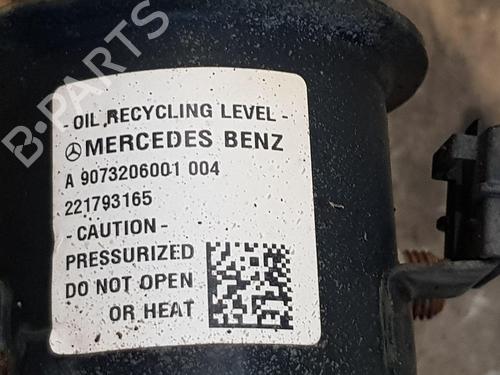 B-PARTS
- OIL RECYCLING LEVEL -
MERCEDES BENZ
A 9073206001 004
221793165
- CAUTION -
PRESSURIZED
DO NOT OPEN
OR HEAT